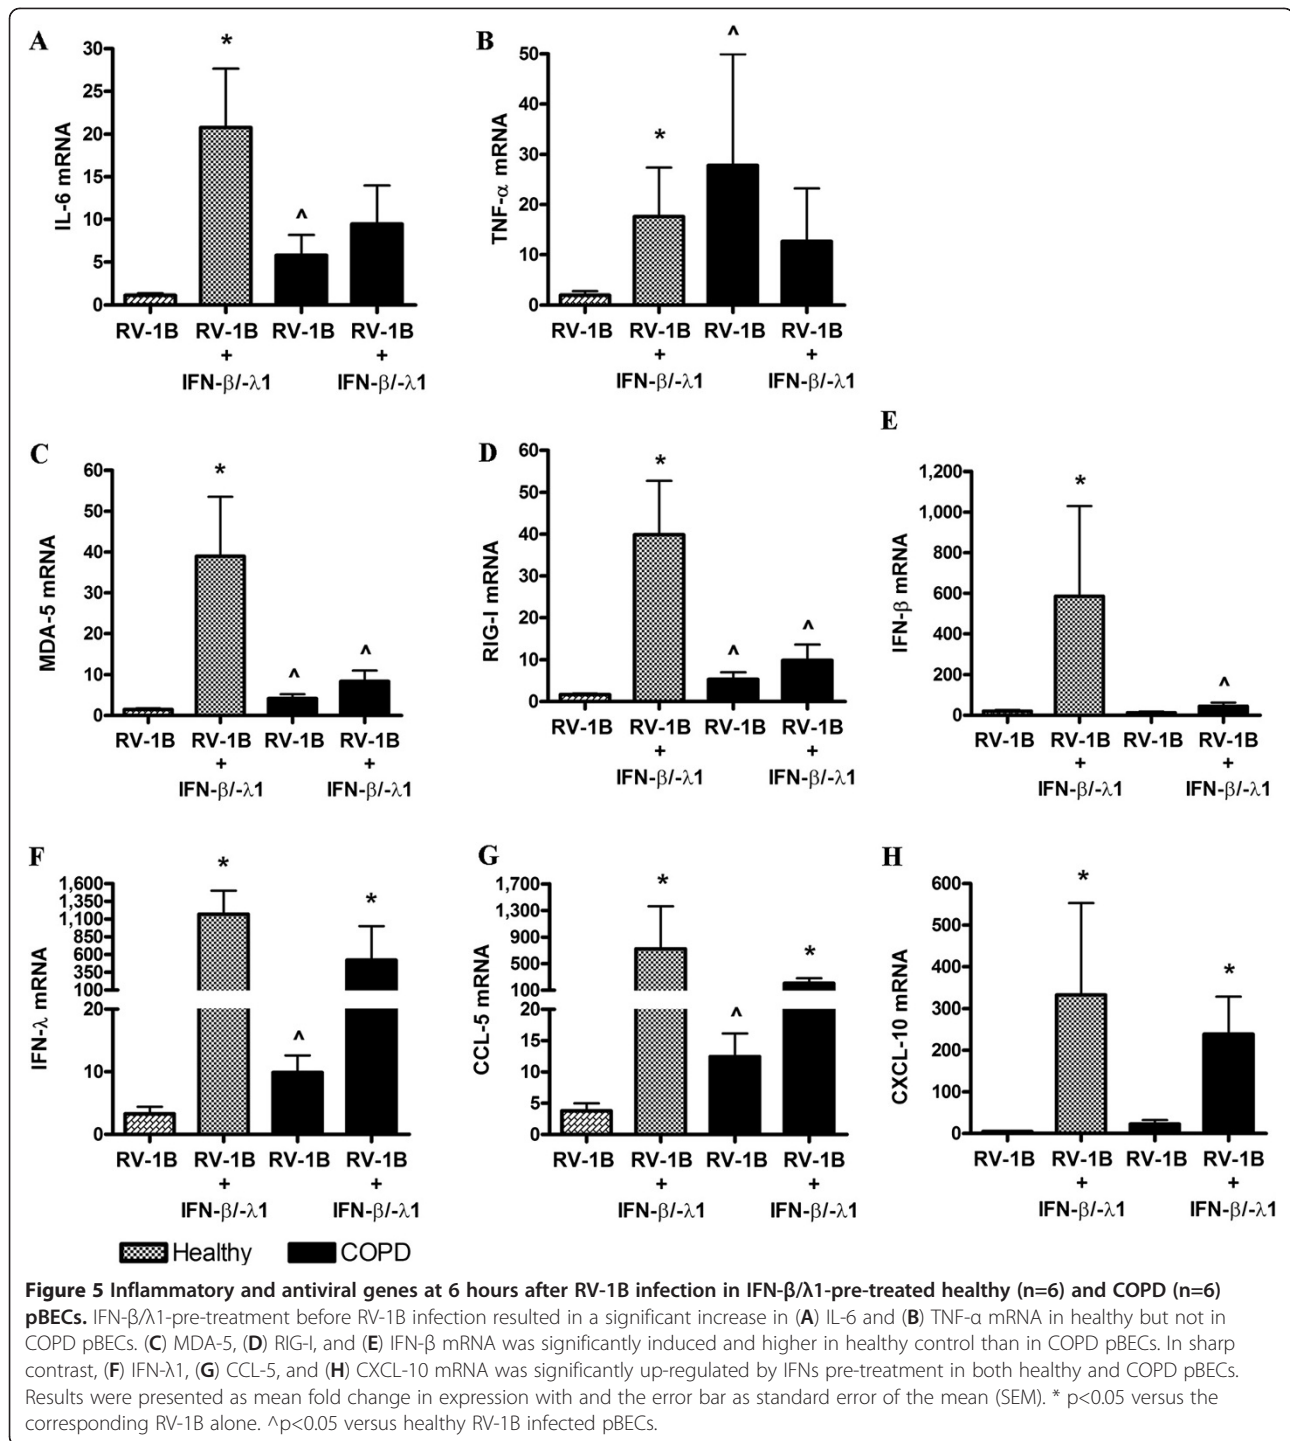 A
IL-6 mRNA
30
25
20
15
10
5
0
*
^
RV-1B RV-1B RV-1B RV-1B
+ +
IFN-β/-λ1 IFN-β/-λ1
B
TNF-α mRNA
50
40
30
20
10
0
*
^
RV-1B RV-1B RV-1B RV-1B
+ +
IFN-β/-λ1 IFN-β/-λ1
C
MDA-5 mRNA
60
50
40
30
20
10
0
*
^
^
RV-1B RV-1B RV-1B RV-1B
+ +
IFN-β/-λ1 IFN-β/-λ1
D
RIG-I mRNA
60
50
40
30
20
10
0
*
^
^
RV-1B RV-1B RV-1B RV-1B
+ +
IFN-β/-λ1 IFN-β/-λ1
E
IFN-β mRNA
1,200
1,000
800
600
400
200
0
*
^
RV-1B RV-1B RV-1B RV-1B
+ +
IFN-β/-λ1 IFN-β/-λ1
F
IFN-λ mRNA
1,600
1,350
1,100
850
600
350
100
20
10
0
*
^
*
RV-1B RV-1B RV-1B RV-1B
+ +
IFN-β/-λ1 IFN-β/-λ1
G
CCL-5 mRNA
1,700
1,300
900
500
100
20
15
10
5
0
*
^
*
RV-1B RV-1B RV-1B RV-1B
+ +
IFN-β/-λ1 IFN-β/-λ1
H
CXCL-10 mRNA
600
500
400
300
200
100
0
*
*
RV-1B RV-1B RV-1B RV-1B
+ +
IFN-β/-λ1 IFN-β/-λ1
Healthy COPD
Figure 5 Inflammatory and antiviral genes at 6 hours after RV-1B infection in IFN-β/λ1-pre-treated healthy (n=6) and COPD (n=6)
pBECs. IFN-β/λ1-pre-treatment before RV-1B infection resulted in a significant increase in (A) IL-6 and (B) TNF-α mRNA in healthy but not in
COPD pBECs. (C) MDA-5, (D) RIG-I, and (E) IFN-β mRNA was significantly induced and higher in healthy control than in COPD pBECs. In sharp
contrast, (F) IFN-λ1, (G) CCL-5, and (H) CXCL-10 mRNA was significantly up-regulated by IFNs pre-treatment in both healthy and COPD pBECs.
Results were presented as mean fold change in expression with and the error bar as standard error of the mean (SEM). * p<0.05 versus the
corresponding RV-1B alone. ^p<0.05 versus healthy RV-1B infected pBECs.